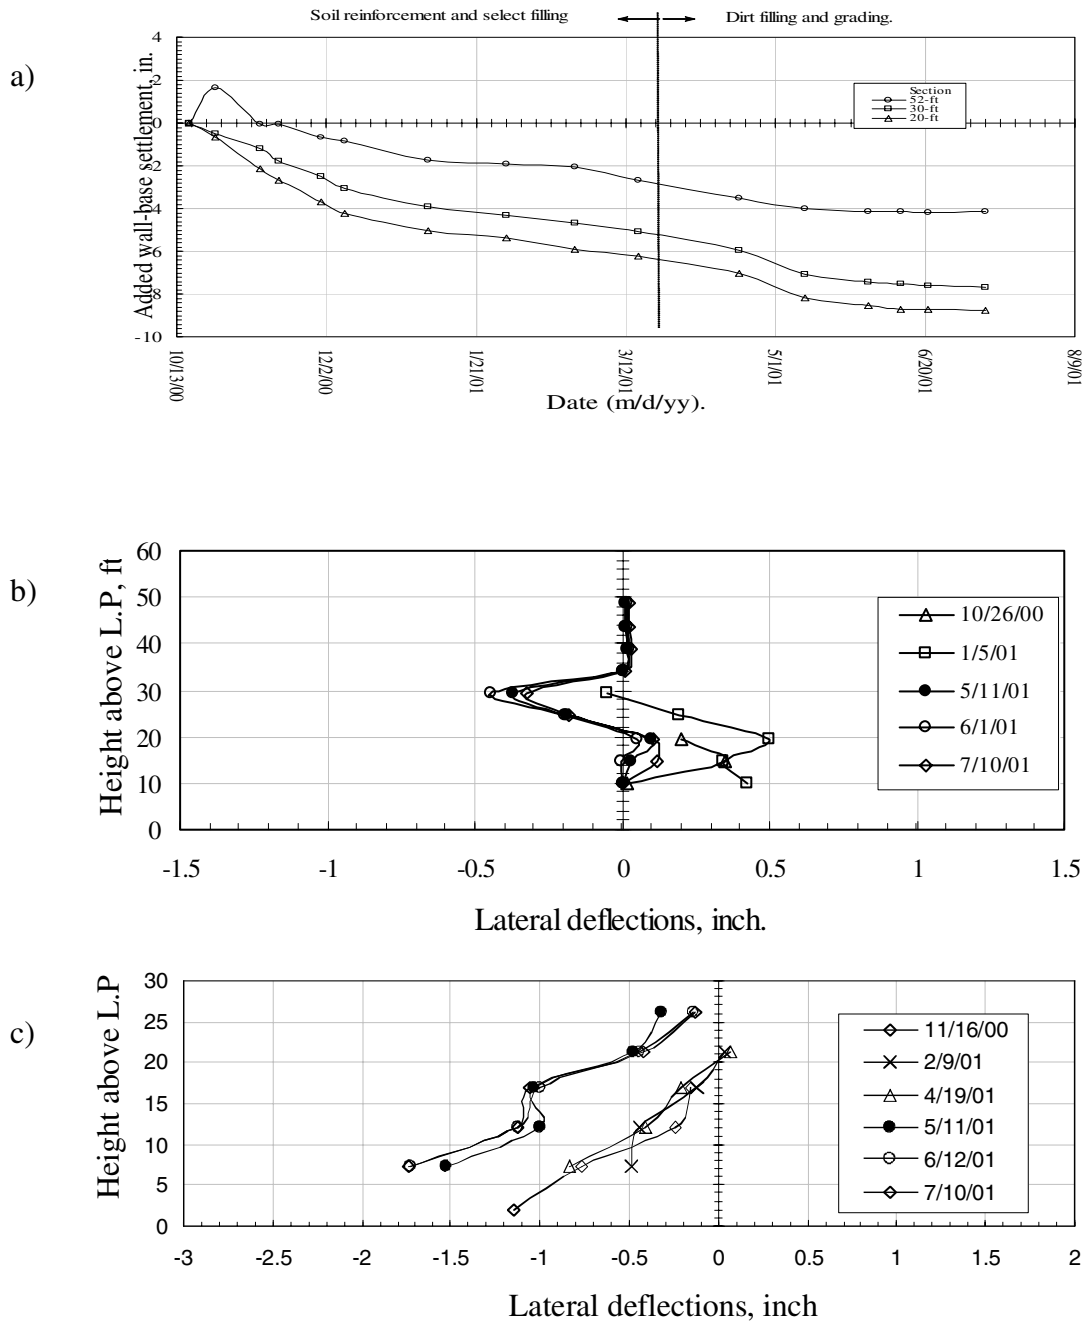 Soil reinforcement and select filling
Dirt filling and grading.
a)
Added wall-base settlement, in.
4
2
0
-2
-4
-6
-8
-10
Section
52-ft
30-ft
20-ft
10/13/00
12/2/00
1/21/01
3/12/01
5/1/01
6/20/01
8/9/01
Date (m/d/yy).
b)
Height above L.P, ft
60
50
40
30
20
10
0
10/26/00
1/5/01
5/11/01
6/1/01
7/10/01
-1.5 -1 -0.5 0 0.5 1 1.5
Lateral deflections, inch.
c)
Height above L.P
30
25
20
15
10
5
0
11/16/00
2/9/01
4/19/01
5/11/01
6/12/01
7/10/01
-3 -2.5 -2 -1.5 -1 -0.5 0 0.5 1 1.5 2
Lateral deflections, inch